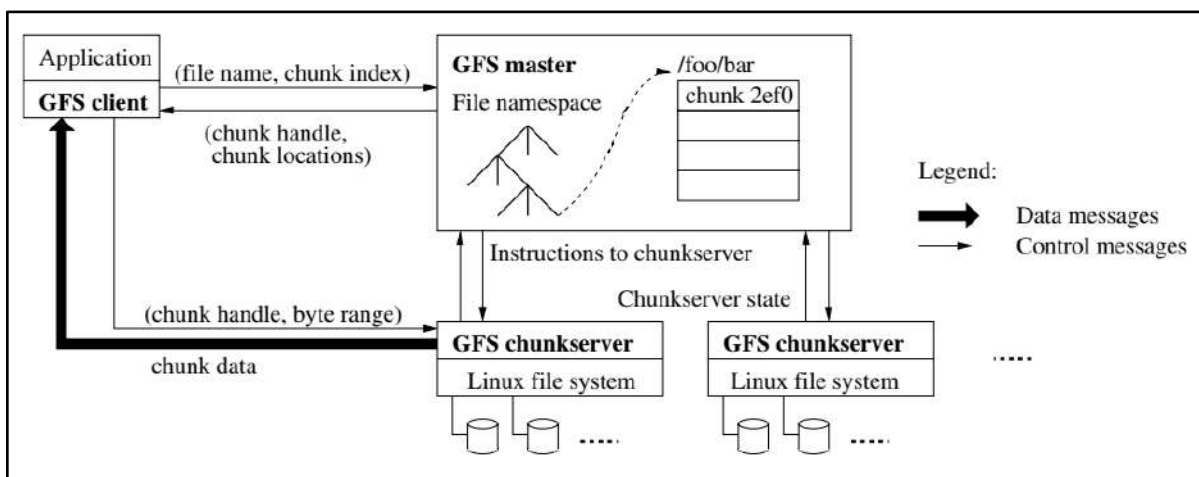 Application
GFS client
(file name, chunk index)
(chunk handle,
chunk locations)
GFS master
File namespace
/foo/bar
chunk 2ef0
Legend:
Data messages
Control messages
Instructions to chunkserver
Chunkserver state
(chunk handle, byte range)
chunk data
GFS chunkserver
Linux file system
GFS chunkserver
Linux file system